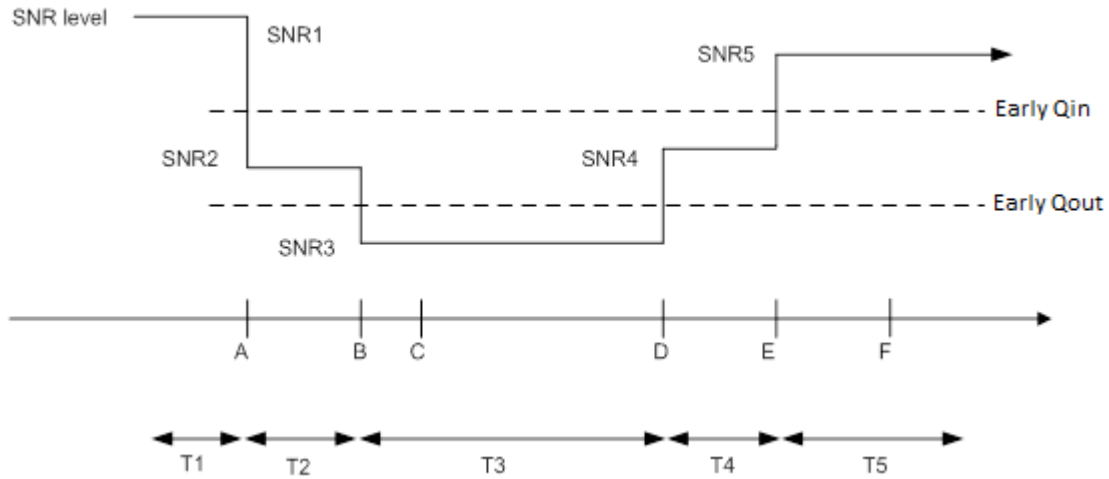 SNR level
SNR1
SNR5
Early Qin
SNR2
SNR4
Early Qout
SNR3
A B C D E F
T1 T2 T3 T4 T5